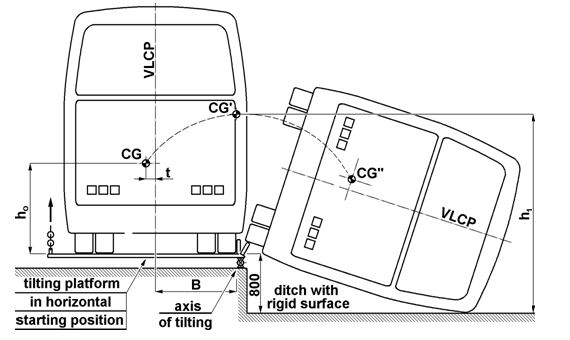 VLCP
CG'
CG
t
CG"
VLCP
h₀
h₁
B
800
tilting platform
in horizontal
starting position
axis
of tilting
ditch with
rigid surface